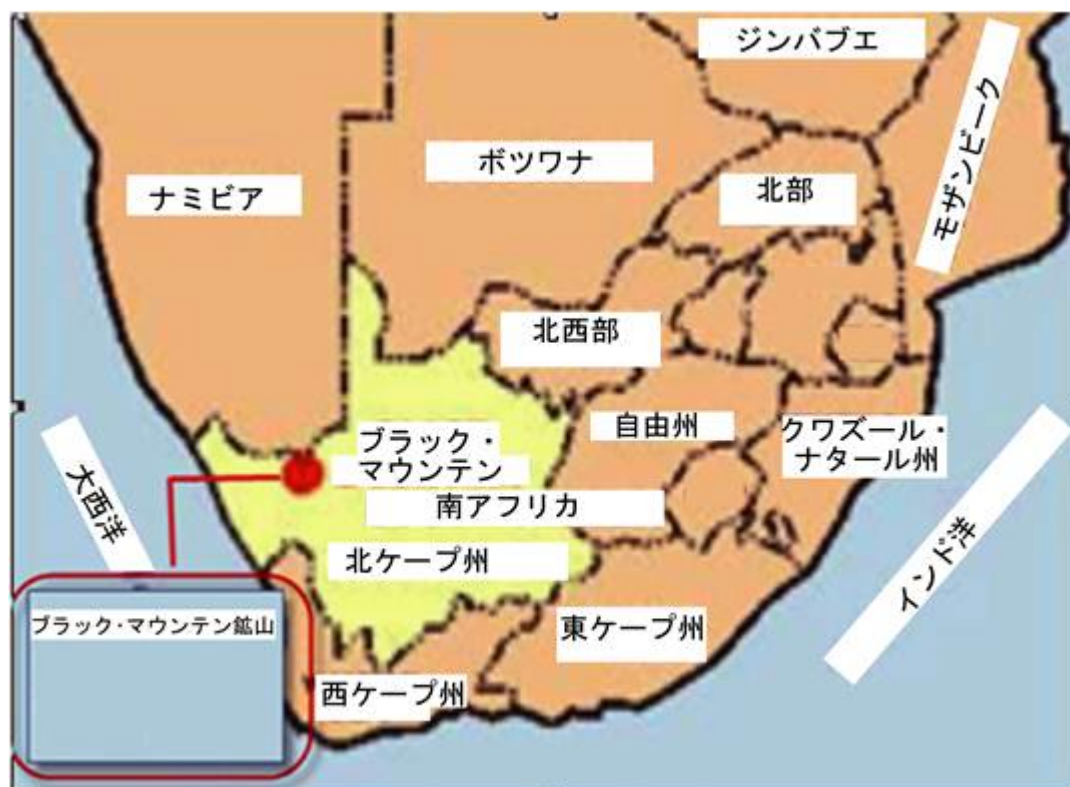 ジンバブエ
モザンビーク
ボツワナ
北部
ナミビア
北西部
自由州
クワズール・
ナタール州
ブラック・
マウンテン
南アフリカ
大西洋
北ケープ州
インド洋
ブラック・マウンテン鉱山
東ケープ州
西ケープ州